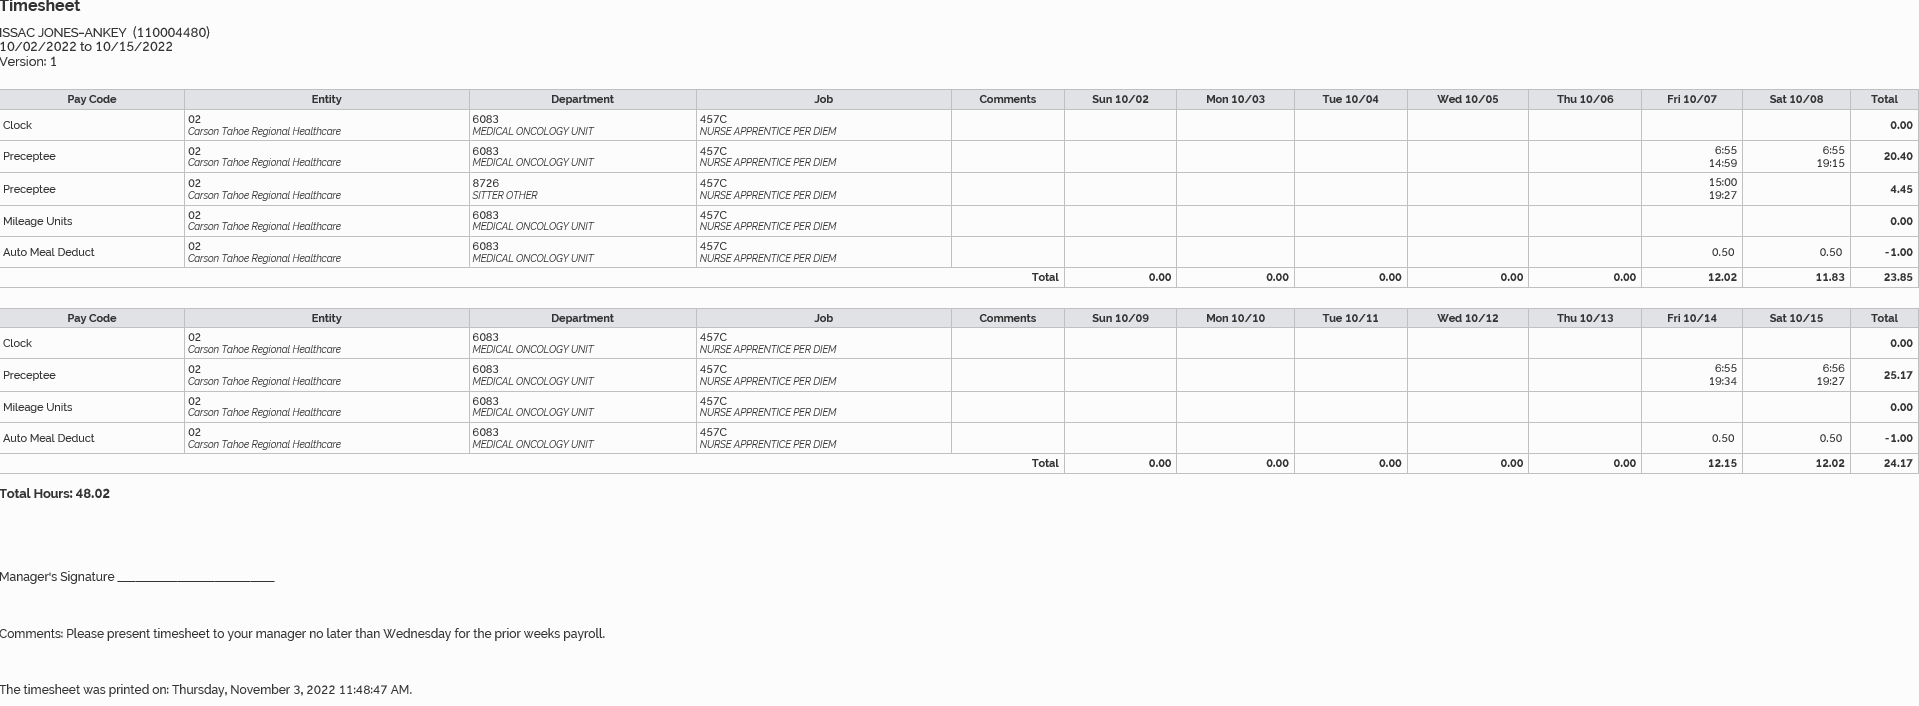 Timesheet
ISSAC JONES-ANKEY (110004480)
10/02/2022 to 10/15/2022
Version: 1
Pay Code Entity Department Job Comments Sun 10/02 Mon 10/03 Tue 10/04 Wed 10/05 Thu 10/06 Fri 10/07 Sat 10/08 Total
Clock 02 6083 457C 0.00
Carson Tahoe Regional Healthcare MEDICAL ONCOLOGY UNIT NURSE APPRENTICE PER DIEM
Preceptee 02 6083 457C 6:55 6:55 20.40
Carson Tahoe Regional Healthcare MEDICAL ONCOLOGY UNIT NURSE APPRENTICE PER DIEM 14:59 19:15
Preceptee 02 8726 457C 15:00 4.45
Carson Tahoe Regional Healthcare SITTER OTHER NURSE APPRENTICE PER DIEM 19:27
Mileage Units 02 6083 457C 0.00
Carson Tahoe Regional Healthcare MEDICAL ONCOLOGY UNIT NURSE APPRENTICE PER DIEM
Auto Meal Deduct 02 6083 457C 0.50 0.50 -1.00
Carson Tahoe Regional Healthcare MEDICAL ONCOLOGY UNIT NURSE APPRENTICE PER DIEM
Total 0.00 0.00 0.00 0.00 0.00 12.02 11.83 23.85
Pay Code Entity Department Job Comments Sun 10/09 Mon 10/10 Tue 10/11 Wed 10/12 Thu 10/13 Fri 10/14 Sat 10/15 Total
Clock 02 6083 457C 0.00
Carson Tahoe Regional Healthcare MEDICAL ONCOLOGY UNIT NURSE APPRENTICE PER DIEM
Preceptee 02 6083 457C 6:55 6:56 25.17
Carson Tahoe Regional Healthcare MEDICAL ONCOLOGY UNIT NURSE APPRENTICE PER DIEM 19:34 19:27
Mileage Units 02 6083 457C 0.00
Carson Tahoe Regional Healthcare MEDICAL ONCOLOGY UNIT NURSE APPRENTICE PER DIEM
Auto Meal Deduct 02 6083 457C 0.50 0.50 -1.00
Carson Tahoe Regional Healthcare MEDICAL ONCOLOGY UNIT NURSE APPRENTICE PER DIEM
Total 0.00 0.00 0.00 0.00 0.00 12.15 12.02 24.17
Total Hours: 48.02
Manager's Signature _________________________
Comments: Please present timesheet to your manager no later than Wednesday for the prior weeks payroll.
The timesheet was printed on: Thursday, November 3, 2022 11:48:47 AM.